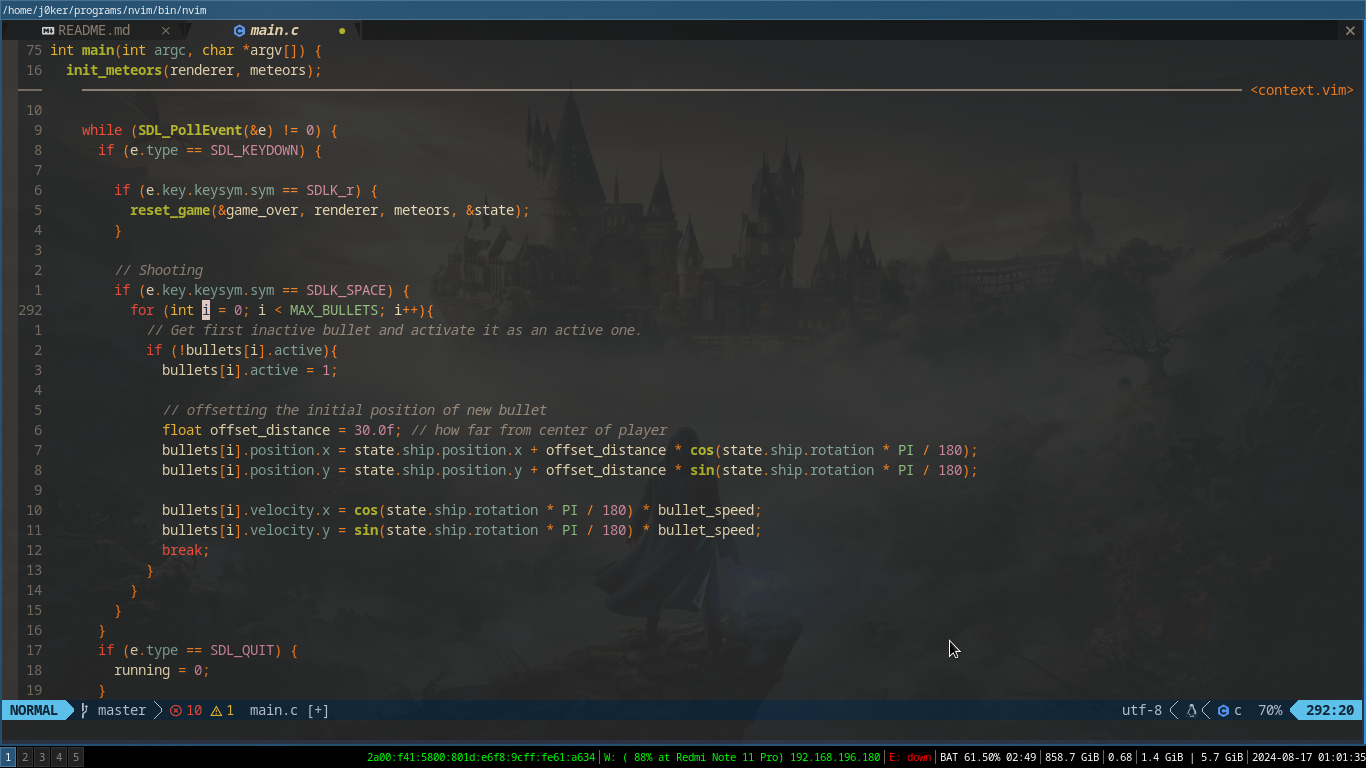 /home/j0ker/programs/nvim/bin/nvim
README.md × main.c ● ×
75 int main(int argc, char *argv[]) {
16 init_meteors(renderer, meteors);
<context.vim>
10
9 while (SDL_PollEvent(&e) != 0) {
8 if (e.type == SDL_KEYDOWN) {
7
6 if (e.key.keysym.sym == SDLK_r) {
5 reset_game(&game_over, renderer, meteors, &state);
4 }
3
2 // Shooting
1 if (e.key.keysym.sym == SDLK_SPACE) {
292 for (int i = 0; i < MAX_BULLETS; i++){
1 // Get first inactive bullet and activate it as an active one.
2 if (!bullets[i].active){
3 bullets[i].active = 1;
4
5 // offsetting the initial position of new bullet
6 float offset_distance = 30.0f; // how far from center of player
7 bullets[i].position.x = state.ship.position.x + offset_distance * cos(state.ship.rotation * PI / 180);
8 bullets[i].position.y = state.ship.position.y + offset_distance * sin(state.ship.rotation * PI / 180);
9
10 bullets[i].velocity.x = cos(state.ship.rotation * PI / 180) * bullet_speed;
11 bullets[i].velocity.y = sin(state.ship.rotation * PI / 180) * bullet_speed;
12 break;
13 }
14 }
15 }
16 }
17 if (e.type == SDL_QUIT) {
18 running = 0;
19 }
NORMAL master 10 1 main.c [+] utf-8 c 70% 292:20
1 2 3 4 5 2a00:f41:5800:801d:e6f8:9cff:fe61:a634 | W: ( 88% at Redmi Note 11 Pro) 192.168.196.180 | E: down | BAT 61.50% 02:49 | 858.7 GiB | 0.68 | 1.4 GiB | 5.7 GiB | 2024-08-17 01:01:35